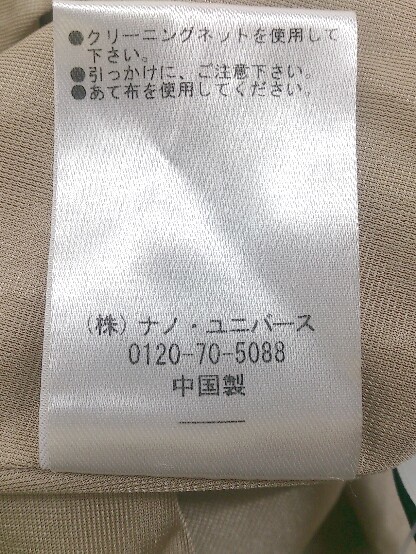 ●クリーニングネットを使用して
下さい。
●引っかけに、ご注意下さい。
●あて布を使用してください。
(株)ナノ・ユニバース
0120-70-5088
中国製